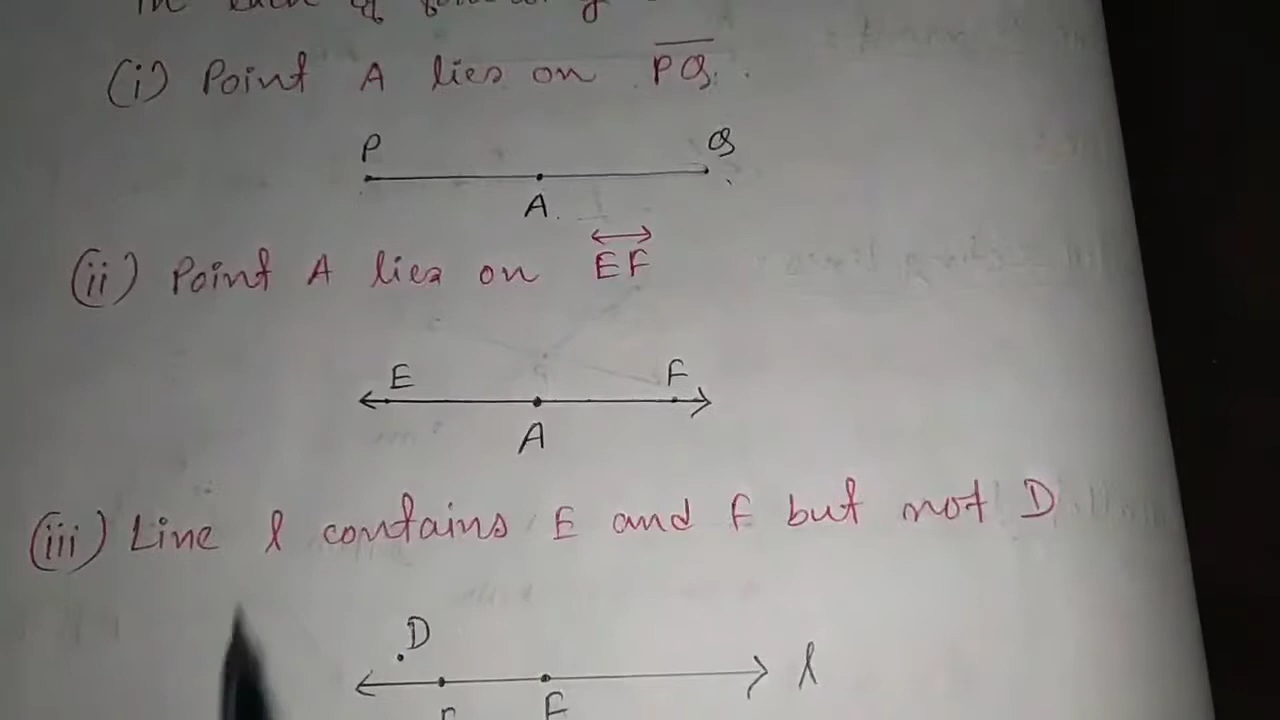 (i) Point A lies on PQ.
P Q
A.
(ii) Point A lies on EF
E F
A
(iii) Line l contains E and F but not D
D
l
F